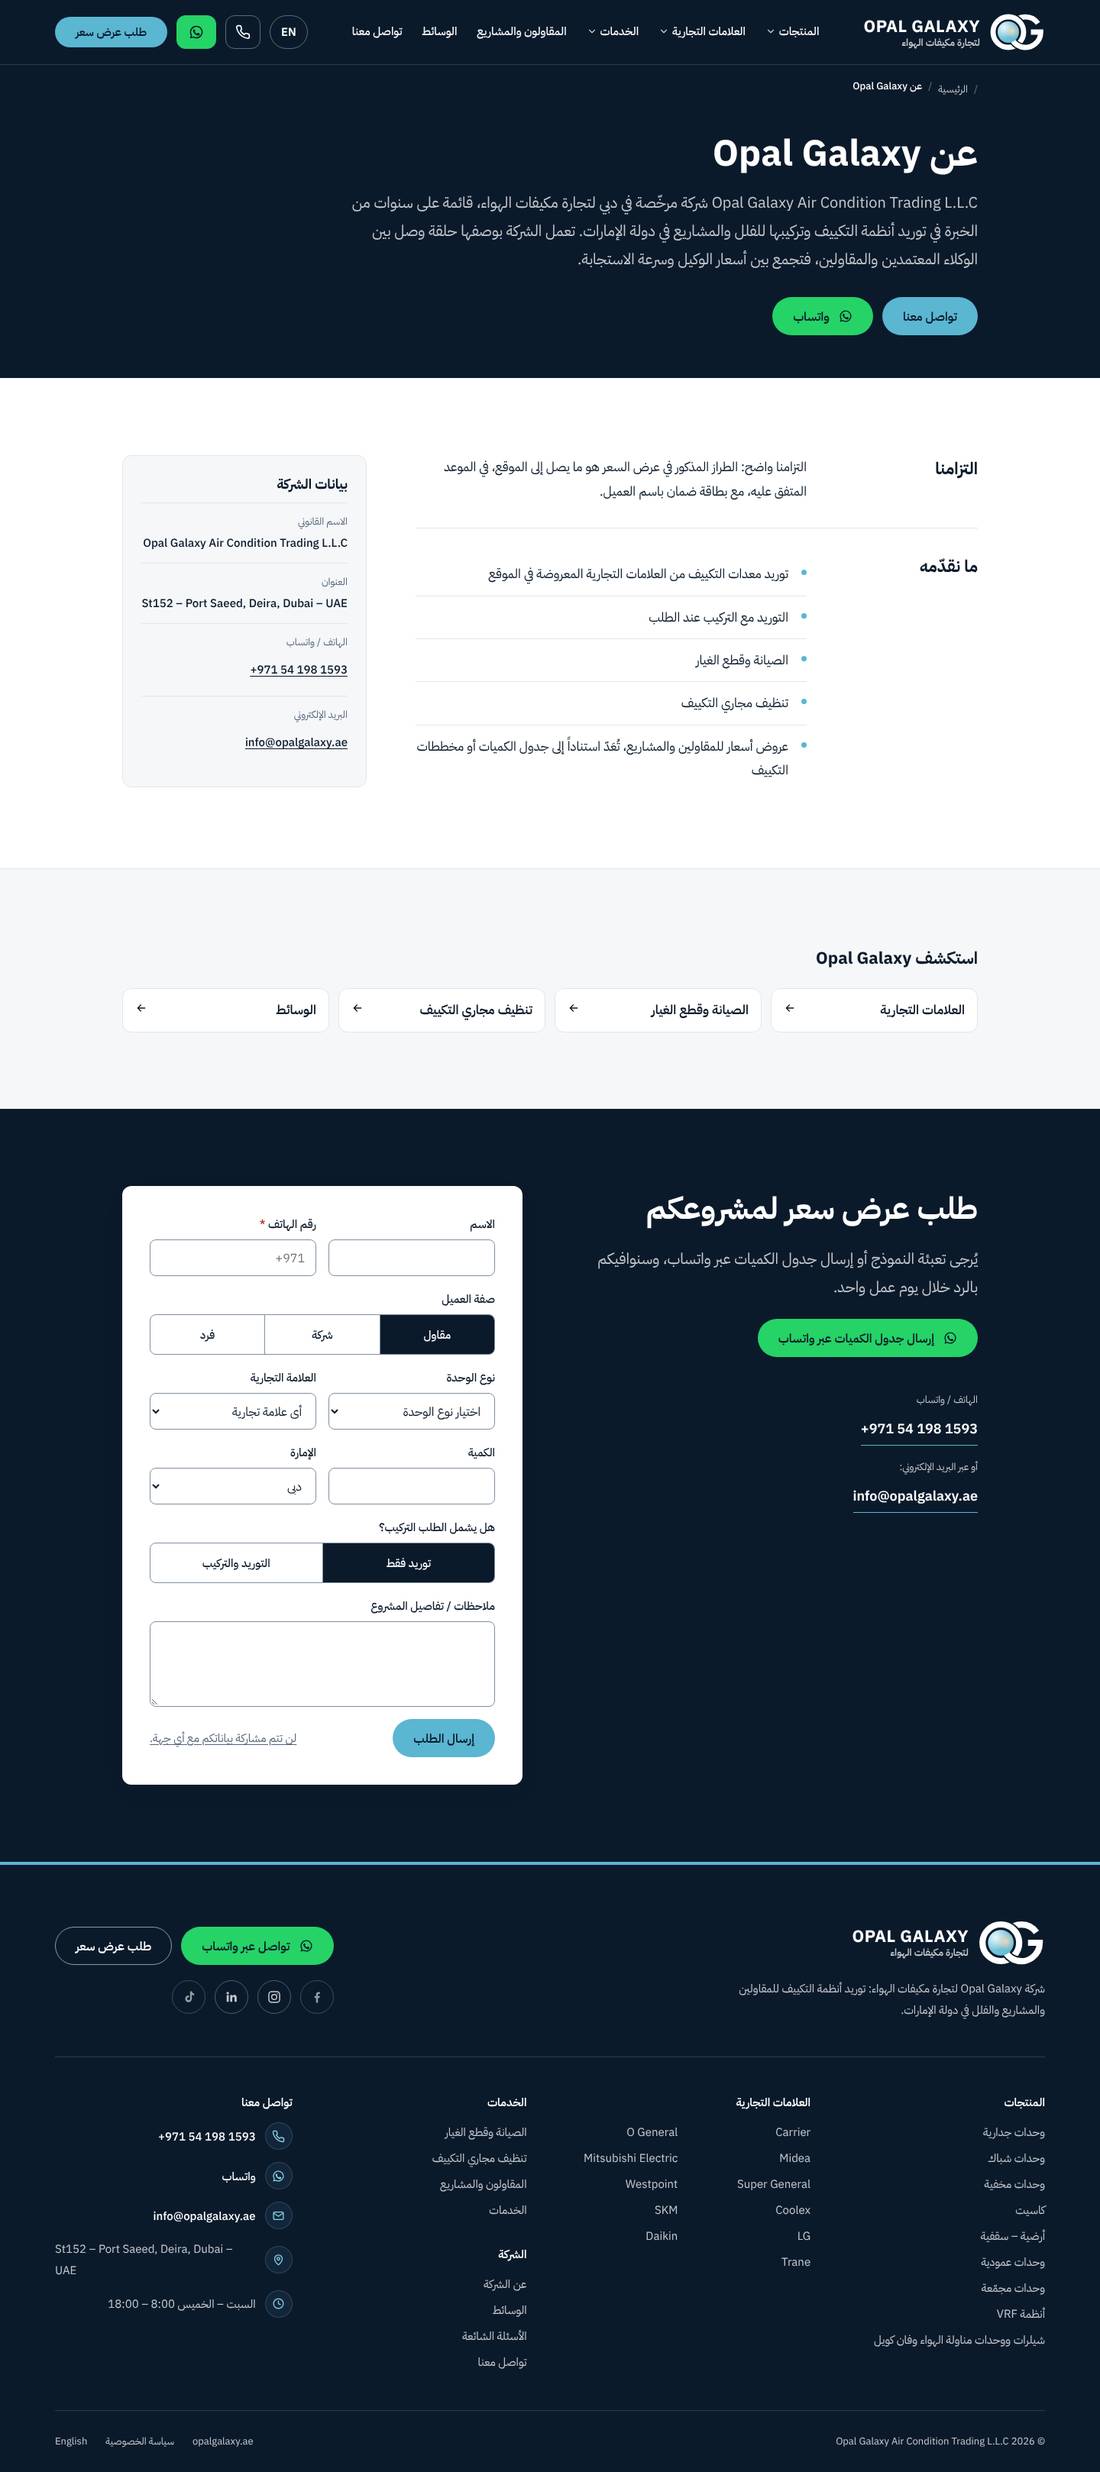 OPAL GALAXY
لتجارة مكيفات الهواء
المنتجات
العلامات التجارية
الخدمات
المقاولون والمشاريع
الوسائط
تواصل معنا
EN
طلب عرض سعر
/ الرئيسية / عن Opal Galaxy
عن Opal Galaxy
Opal Galaxy Air Condition Trading L.L.C شركة مرخّصة في دبي لتجارة مكيفات الهواء، قائمة على سنوات من
الخبرة في توريد أنظمة التكييف وتركيبها للفلل والمشاريع في دولة الإمارات. تعمل الشركة بوصفها حلقة وصل بين
الوكلاء المعتمدين والمقاولين، فتجمع بين أسعار الوكيل وسرعة الاستجابة.
تواصل معنا
واتساب
التزامنا
التزامنا واضح: الطراز المذكور في عرض السعر هو ما يصل إلى الموقع، في الموعد
المتفق عليه، مع بطاقة ضمان باسم العميل.
ما نقدّمه
توريد معدات التكييف من العلامات التجارية المعروضة في الموقع
التوريد مع التركيب عند الطلب
الصيانة وقطع الغيار
تنظيف مجاري التكييف
عروض أسعار للمقاولين والمشاريع، تُعَدّ استناداً إلى جدول الكميات أو مخططات
التكييف
بيانات الشركة
الاسم القانوني
Opal Galaxy Air Condition Trading L.L.C
العنوان
St152 – Port Saeed, Deira, Dubai – UAE
الهاتف / واتساب
+971 54 198 1593
البريد الإلكتروني
info@opalgalaxy.ae
استكشف Opal Galaxy
العلامات التجارية ←
الصيانة وقطع الغيار ←
تنظيف مجاري التكييف ←
الوسائط ←
طلب عرض سعر لمشروعكم
يُرجى تعبئة النموذج أو إرسال جدول الكميات عبر واتساب، وسنوافيكم
بالرد خلال يوم عمل واحد.
إرسال جدول الكميات عبر واتساب
الهاتف / واتساب
+971 54 198 1593
أو عبر البريد الإلكتروني:
info@opalgalaxy.ae
الاسم
رقم الهاتف *
+971
صفة العميل
مقاول
شركة
فرد
نوع الوحدة
العلامة التجارية
اختيار نوع الوحدة
أي علامة تجارية
الكمية
الإمارة
دبي
هل يشمل الطلب التركيب؟
توريد فقط
التوريد والتركيب
ملاحظات / تفاصيل المشروع
إرسال الطلب
لن تتم مشاركة بياناتكم مع أي جهة.
OPAL GALAXY
لتجارة مكيفات الهواء
شركة Opal Galaxy لتجارة مكيفات الهواء: توريد أنظمة التكييف للمقاولين
والمشاريع والفلل في دولة الإمارات.
تواصل عبر واتساب
طلب عرض سعر
المنتجات
وحدات جدارية
وحدات شباك
وحدات مخفية
كاسيت
أرضية – سقفية
وحدات عمودية
وحدات مجمّعة
أنظمة VRF
شيلرات ووحدات مناولة الهواء وفان كويل
العلامات التجارية
Carrier
Midea
Super General
Coolex
LG
Trane
O General
Mitsubishi Electric
Westpoint
SKM
Daikin
الخدمات
الصيانة وقطع الغيار
تنظيف مجاري التكييف
المقاولون والمشاريع
الخدمات
الشركة
عن الشركة
الوسائط
الأسئلة الشائعة
تواصل معنا
تواصل معنا
+971 54 198 1593
واتساب
info@opalgalaxy.ae
St152 – Port Saeed, Deira, Dubai –
UAE
السبت – الخميس 8:00 – 18:00
© 2026 Opal Galaxy Air Condition Trading L.L.C
opalgalaxy.ae
سياسة الخصوصية
English